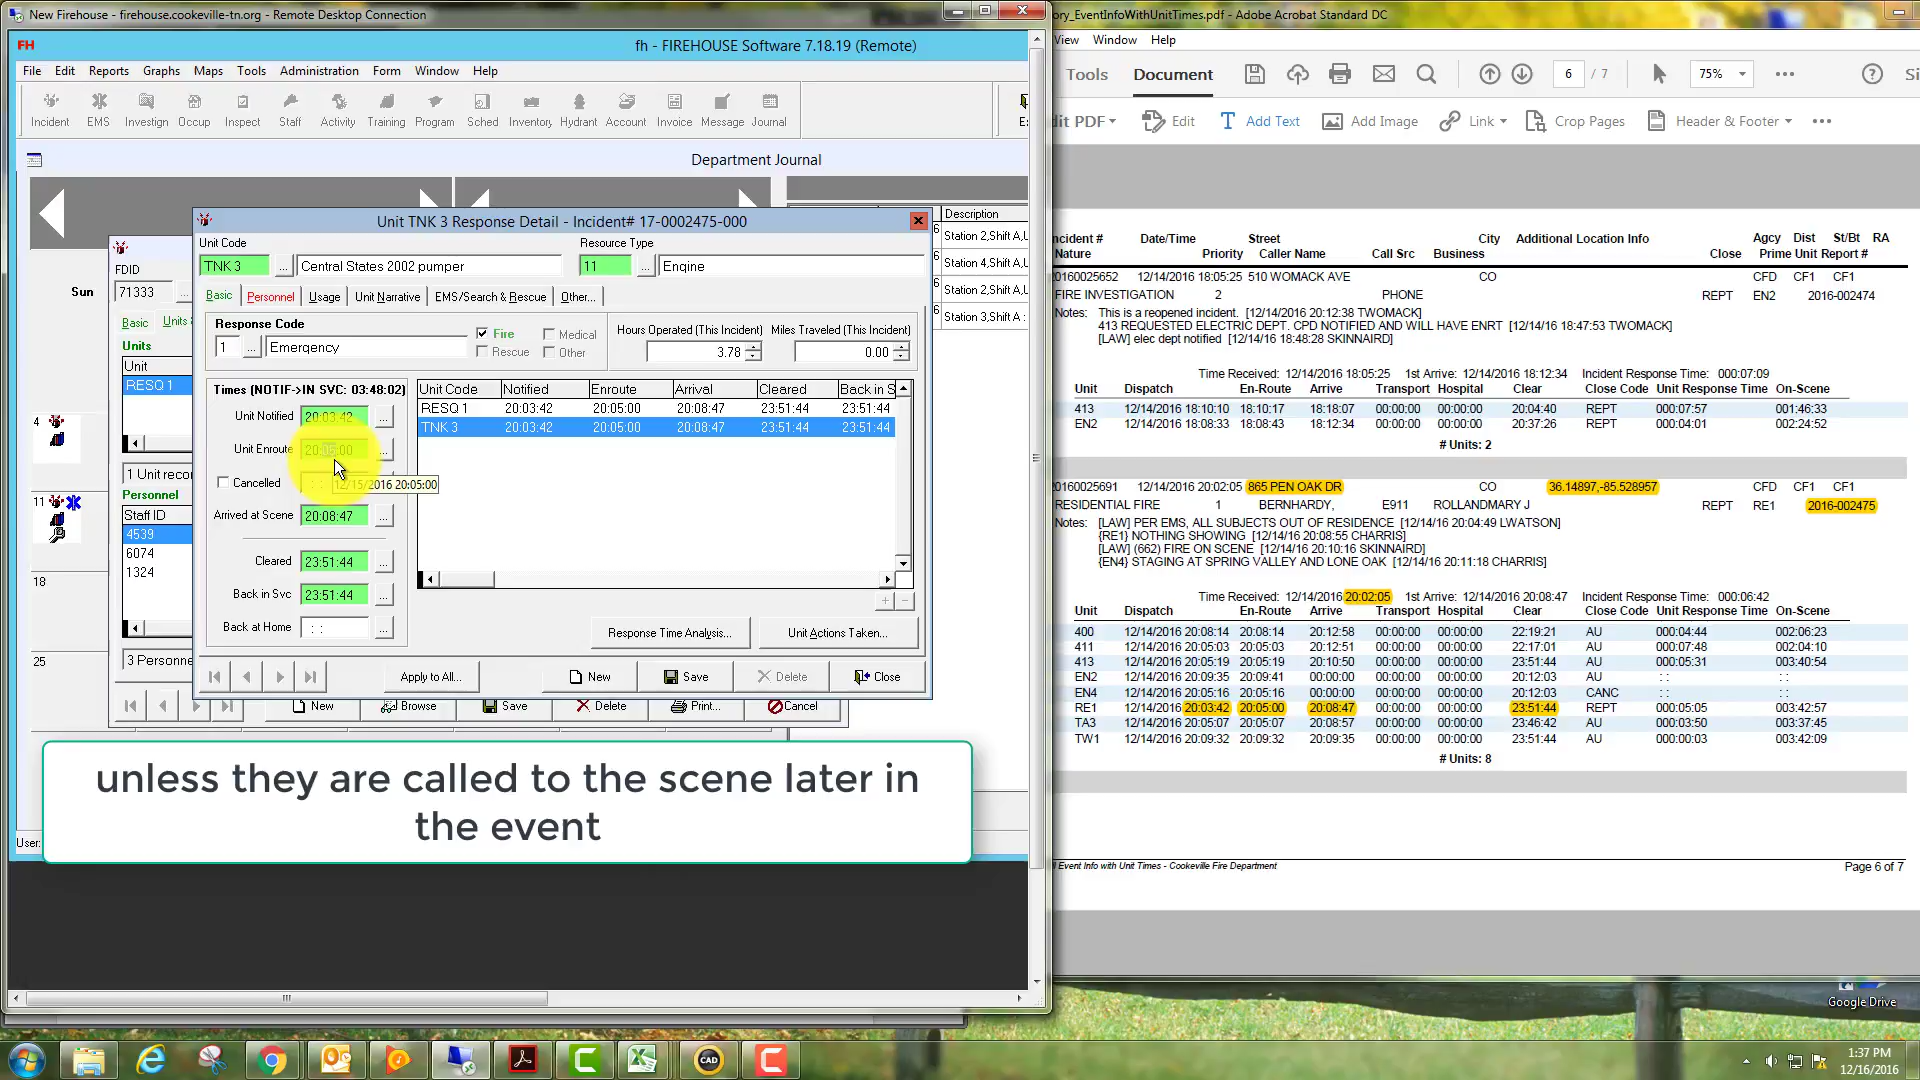 New Firehouse - firehouse.cookeville-tn.org - Remote Desktop Connection
FH
fh - FIREHOUSE Software 7.18.19 (Remote)
File Edit Reports Graphs Maps Tools Administration Form Window Help
Incident EMS Investign Occup Inspect Staff Activity Training Program Sched Inventory Hydrant Account Invoice Message Journal
Department Journal
Sun
4
11
18
25
FDID
71333
Basic
Units
Unit
RESQ 1
Personnel
Staff ID
4539
6074
1324
New Browse Save Delete Print... Cancel
User:
Description
Station 4,Shift A,
Unit TNK 3 Response Detail - Incident# 17-0002475-000
Unit Code Resource Type
TNK 3 ... Central States 2002 pumper 11 ... Engine
Basic Personnel Usage Unit Narrative EMS/Search & Rescue Other...
Response Code
1 ... Emergency
Fire Medical
Rescue Other
Hours Operated (This Incident) Miles Traveled (This Incident)
3.78 0.00
Times (NOTIF->IN SVC: 03:48:02)
Unit Notified 20:03:42 ...
Unit Enroute 20:05:00 ...
Cancelled : :
12/15/2016 20:05:00
Arrived at Scene 20:08:47 ...
Cleared 23:51:44 ...
Back in Svc 23:51:44 ...
Back at Home : : ...
Unit Code Notified Enroute Arrival Cleared Back in S
RESQ 1 20:03:42 20:05:00 20:08:47 23:51:44 23:51:44
TNK 3 20:03:42 20:05:00 20:08:47 23:51:44 23:51:44
Response Time Analysis... Unit Actions Taken...
Apply to All... New Save Delete Close
unless they are called to the scene later in
the event
ory_EventInfoWithUnitTimes.pdf - Adobe Acrobat Standard DC
View Window Help
Tools Document 6 / 7 75% ...
dit PDF Edit Add Text Add Image Link Crop Pages Header & Footer ...
ncident # Date/Time Street City Additional Location Info Agcy Dist St/Bt RA
Nature Priority Caller Name Call Src Business Close Prime Unit Report #
20160025652 12/14/2016 18:05:25 510 WOMACK AVE CO CFD CF1 CF1
FIRE INVESTIGATION 2 PHONE REPT EN2 2016-002474
Notes: This is a reopened incident. [12/14/16 20:12:38 TWOMACK]
413 REQUESTED ELECTRIC DEPT. CPD NOTIFIED AND WILL HAVE ENRT [12/14/16 18:47:53 TWOMACK]
[LAW] elec dept notified [12/14/16 18:48:28 SKINNAIRD]
Time Received: 12/14/2016 18:05:25 1st Arrive: 12/14/2016 18:12:34 Incident Response Time: 000:07:09
Unit Dispatch En-Route Arrive Transport Hospital Clear Close Code Unit Response Time On-Scene
413 12/14/2016 18:10:10 18:10:17 18:18:07 00:00:00 00:00:00 20:04:40 REPT 000:07:57 001:46:33
EN2 12/14/2016 18:08:33 18:08:43 18:12:34 00:00:00 00:00:00 20:37:26 REPT 000:04:01 002:24:52
# Units: 2
20160025691 12/14/2016 20:02:05 865 PEN OAK DR CO 36.14897,-85.528957 CFD CF1 CF1
RESIDENTIAL FIRE 1 BERNHARDY, E911 ROLLANDMARY J REPT RE1 2016-002475
Notes: [LAW] PER EMS, ALL SUBJECTS OUT OF RESIDENCE [12/14/16 20:04:49 LWATSON]
{RE1} NOTHING SHOWING [12/14/16 20:08:55 CHARRIS]
[LAW] (662) FIRE ON SCENE [12/14/16 20:10:16 SKINNAIRD]
{EN4} STAGING AT SPRING VALLEY AND LONE OAK [12/14/16 20:11:18 CHARRIS]
Time Received: 12/14/2016 20:02:05 1st Arrive: 12/14/2016 20:08:47 Incident Response Time: 000:06:42
Unit Dispatch En-Route Arrive Transport Hospital Clear Close Code Unit Response Time On-Scene
400 12/14/2016 20:08:14 20:08:14 20:12:58 00:00:00 00:00:00 22:19:21 AU 000:04:44 002:06:23
411 12/14/2016 20:05:03 20:05:03 20:12:51 00:00:00 00:00:00 22:17:01 AU 000:07:48 002:04:10
413 12/14/2016 20:05:19 20:05:19 20:10:50 00:00:00 00:00:00 23:51:44 AU 000:05:31 003:40:54
EN2 12/14/2016 20:09:35 20:09:41 00:00:00 00:00:00 00:00:00 20:12:03 AU : : : :
EN4 12/14/2016 20:05:16 20:05:16 00:00:00 00:00:00 00:00:00 20:12:03 CANC : : : :
RE1 12/14/2016 20:03:42 20:05:00 20:08:47 00:00:00 00:00:00 23:51:44 REPT 000:05:05 003:42:57
TA3 12/14/2016 20:05:07 20:05:07 20:08:57 00:00:00 00:00:00 23:46:42 AU 000:03:50 003:37:45
TW1 12/14/2016 20:09:32 20:09:32 20:09:35 00:00:00 00:00:00 23:51:44 AU 000:00:03 003:42:09
# Units: 8
l Event Info with Unit Times - Cookeville Fire Department Page 6 of 7
Google Drive
CAD
1:37 PM
12/16/2016